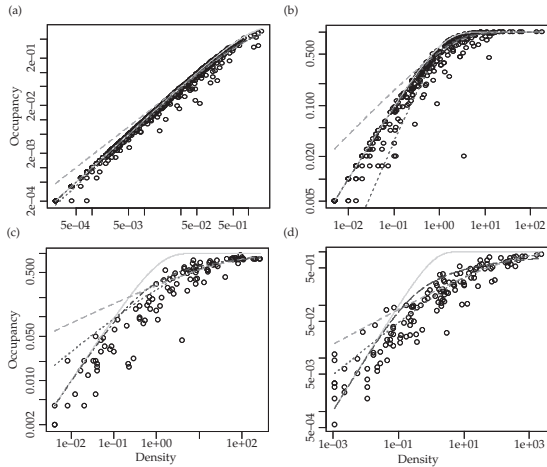 (a)
(b)
Occupancy
2e−01
2e−02
2e−03
2e−04
5e−04
5e−03
5e−02
5e−01
0.500
0.100
0.020
0.005
1e−02
1e−01
1e+00
1e+01
1e+02
(c)
(d)
Occupancy
0.500
0.050
0.010
0.002
1e−02
1e−01
1e+00
1e+02
Density
5e−01
5e−02
5e−03
5e−04
1e−03
1e−01
1e+01
1e+03
Density